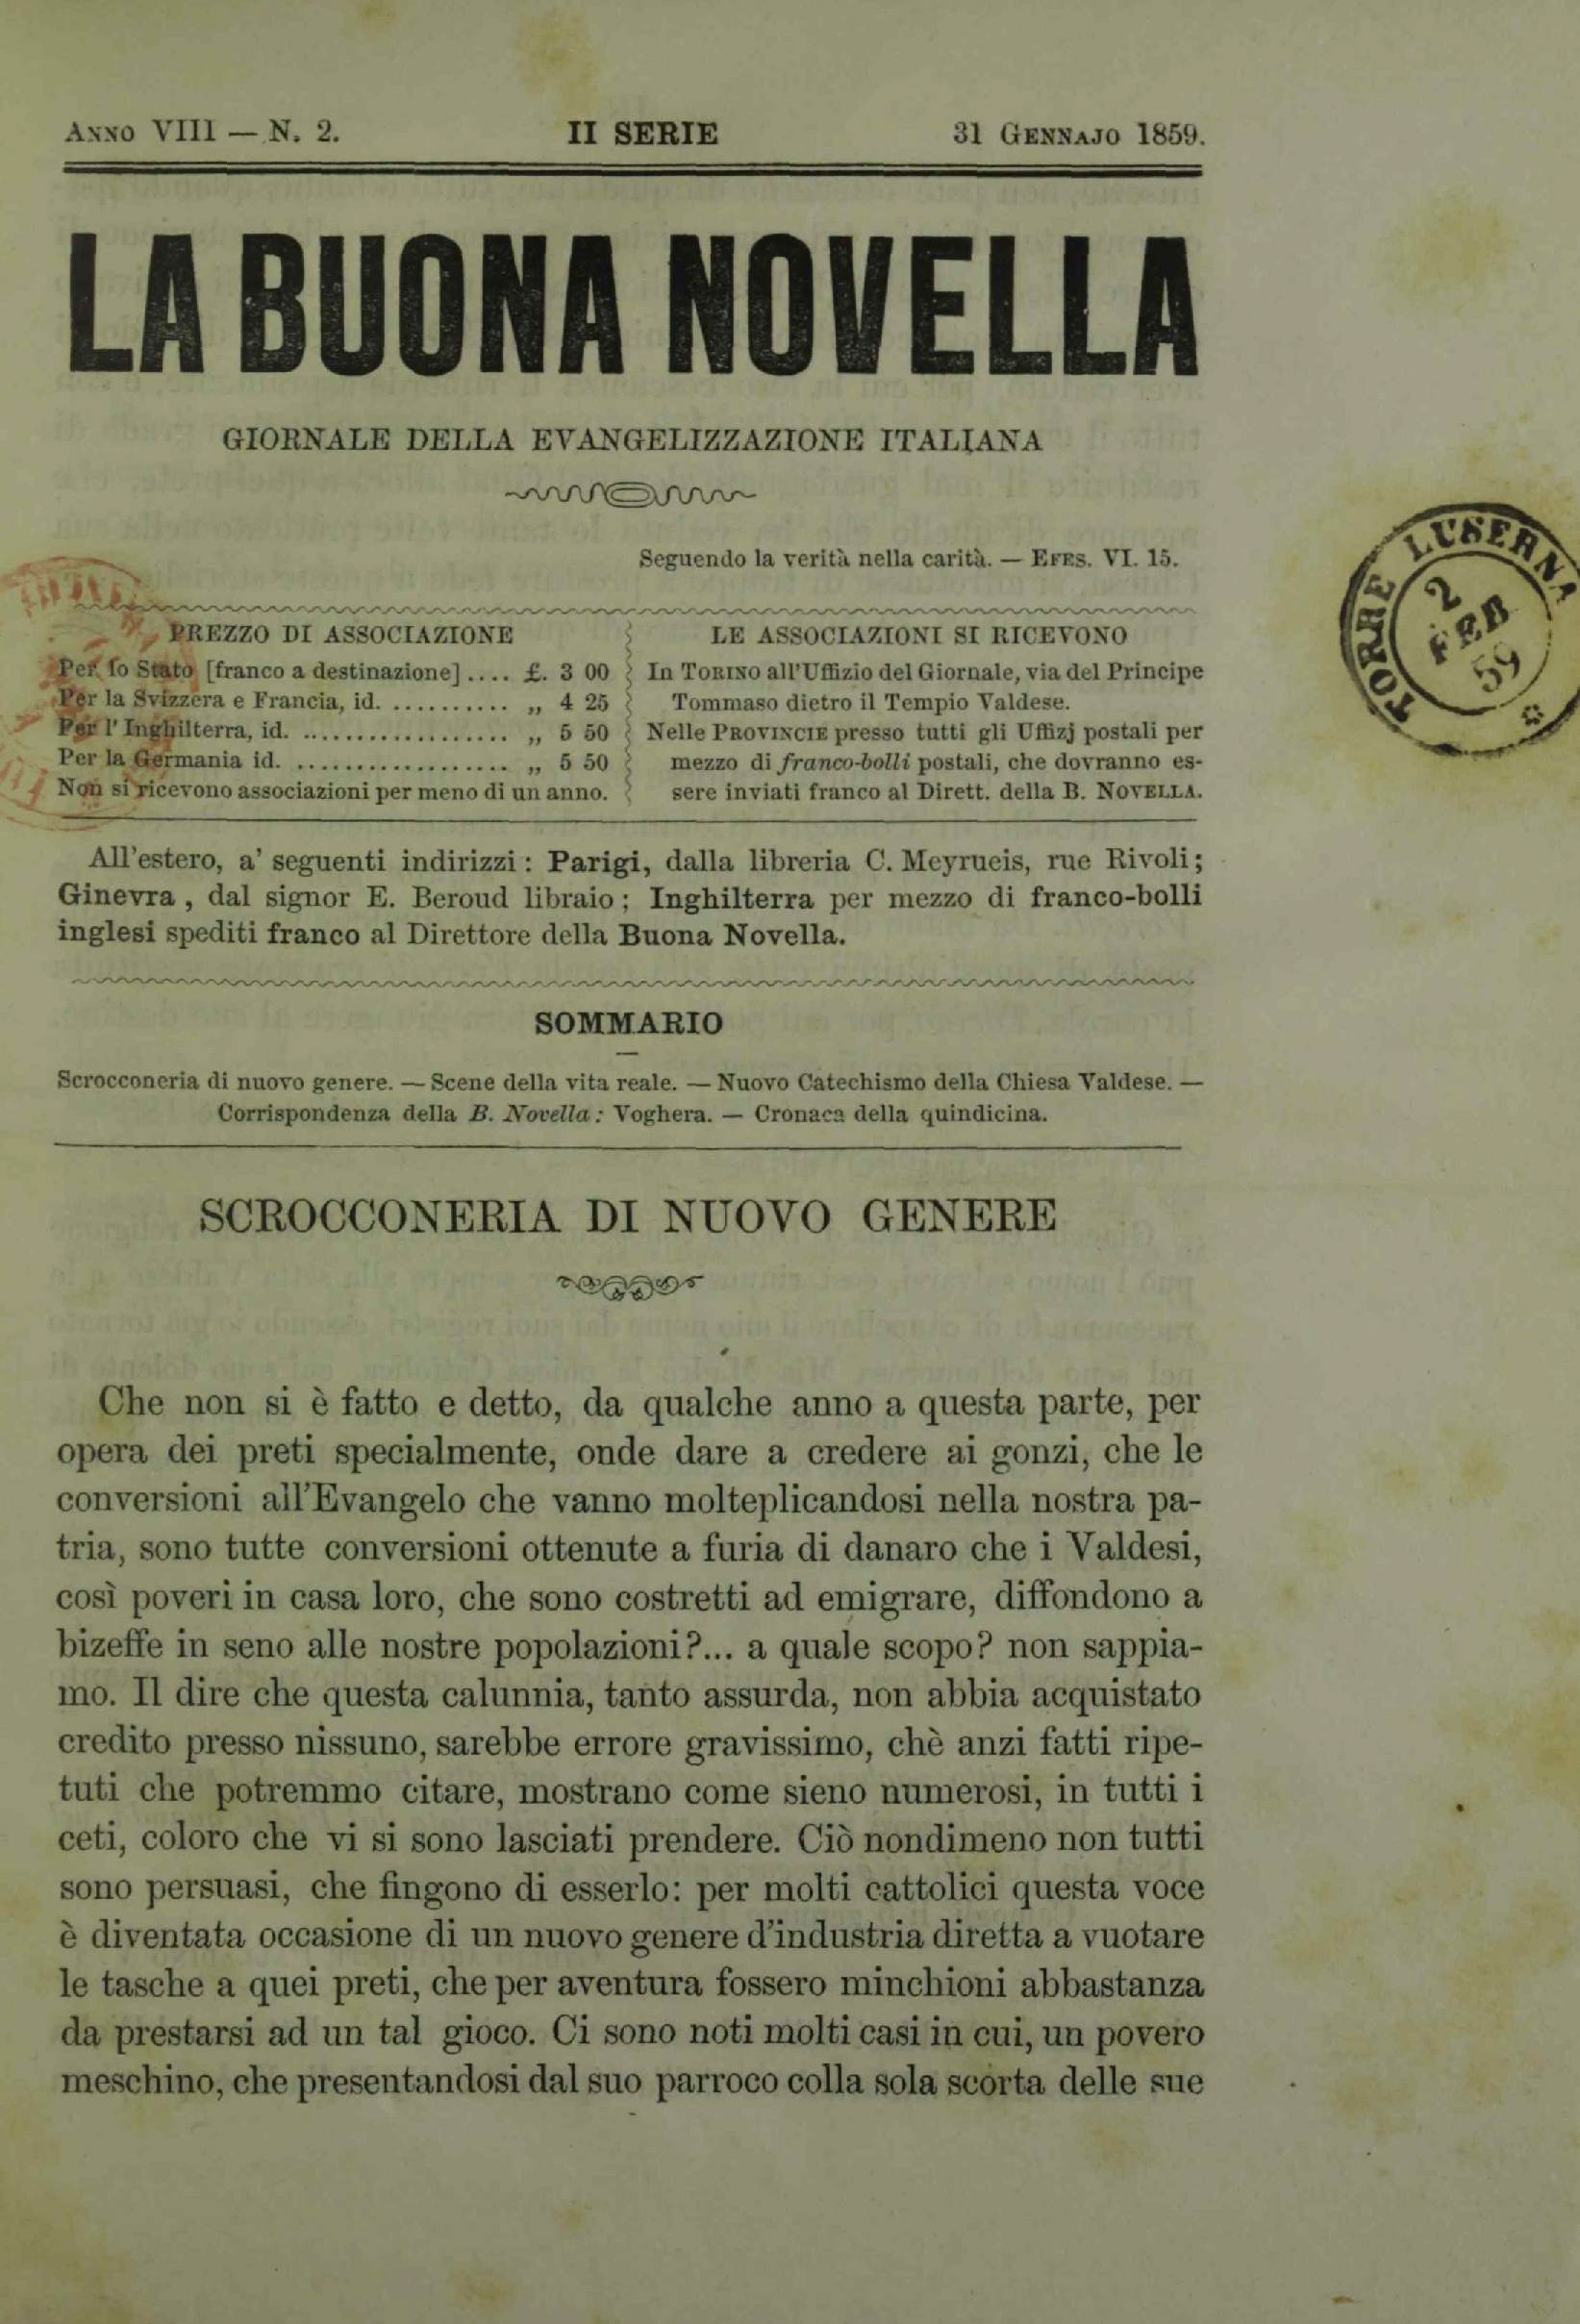 Anno VIII — N. 2. II SERIE 31 Gennajo 1859.
LA BUONA NOVELLA
GIORNALE DELLA EVANGELIZZAZIONE ITALIANA
Seguendo la verità nella carità. — Efes. VI. 15.
PREZZO DI ASSOCIAZIONE
Per lo Stato [franco a destinazione] .... £. 3 00
Per la Svizzera e Francia, id. .......... „ 4 25
Per l' Inghilterra, id. .................. „ 5 50
Per la Germania id. .................. „ 5 50
Non si ricevono associazioni per meno di un anno.
LE ASSOCIAZIONI SI RICEVONO
In Torino all'Uffizio del Giornale, via del Principe
Tommaso dietro il Tempio Valdese.
Nelle Provincie presso tutti gli Uffizj postali per
mezzo di franco-bolli postali, che dovranno es-
sere inviati franco al Dirett. della B. Novella.
TORRE LUSERNA
2
FEB
59
All'estero, a' seguenti indirizzi: Parigi, dalla libreria C. Meyrueis, rue Rivoli;
Ginevra, dal signor E. Beroud libraio; Inghilterra per mezzo di franco-bolli
inglesi spediti franco al Direttore della Buona Novella.
SOMMARIO
Scrocconeria di nuovo genere. — Scene della vita reale. — Nuovo Catechismo della Chiesa Valdese. —
Corrispondenza della B. Novella: Voghera. — Cronaca della quindicina.
SCROCCONERIA DI NUOVO GENERE
Che non si è fatto e detto, da qualche anno a questa parte, per
opera dei preti specialmente, onde dare a credere ai gonzi, che le
conversioni all'Evangelo che vanno molteplicandosi nella nostra pa-
tria, sono tutte conversioni ottenute a furia di danaro che i Valdesi,
così poveri in casa loro, che sono costretti ad emigrare, diffondono a
bizeffe in seno alle nostre popolazioni?... a quale scopo? non sappia-
mo. Il dire che questa calunnia, tanto assurda, non abbia acquistato
credito presso nissuno, sarebbe errore gravissimo, chè anzi fatti ripe-
tuti che potremmo citare, mostrano come sieno numerosi, in tutti i
ceti, coloro che vi si sono lasciati prendere. Ciò nondimeno non tutti
sono persuasi, che fingono di esserlo: per molti cattolici questa voce
è diventata occasione di un nuovo genere d'industria diretta a vuotare
le tasche a quei preti, che per aventura fossero minchioni abbastanza
da prestarsi ad un tal gioco. Ci sono noti molti casi in cui, un povero
meschino, che presentandosi dal suo parroco colla sola scorta delle sue